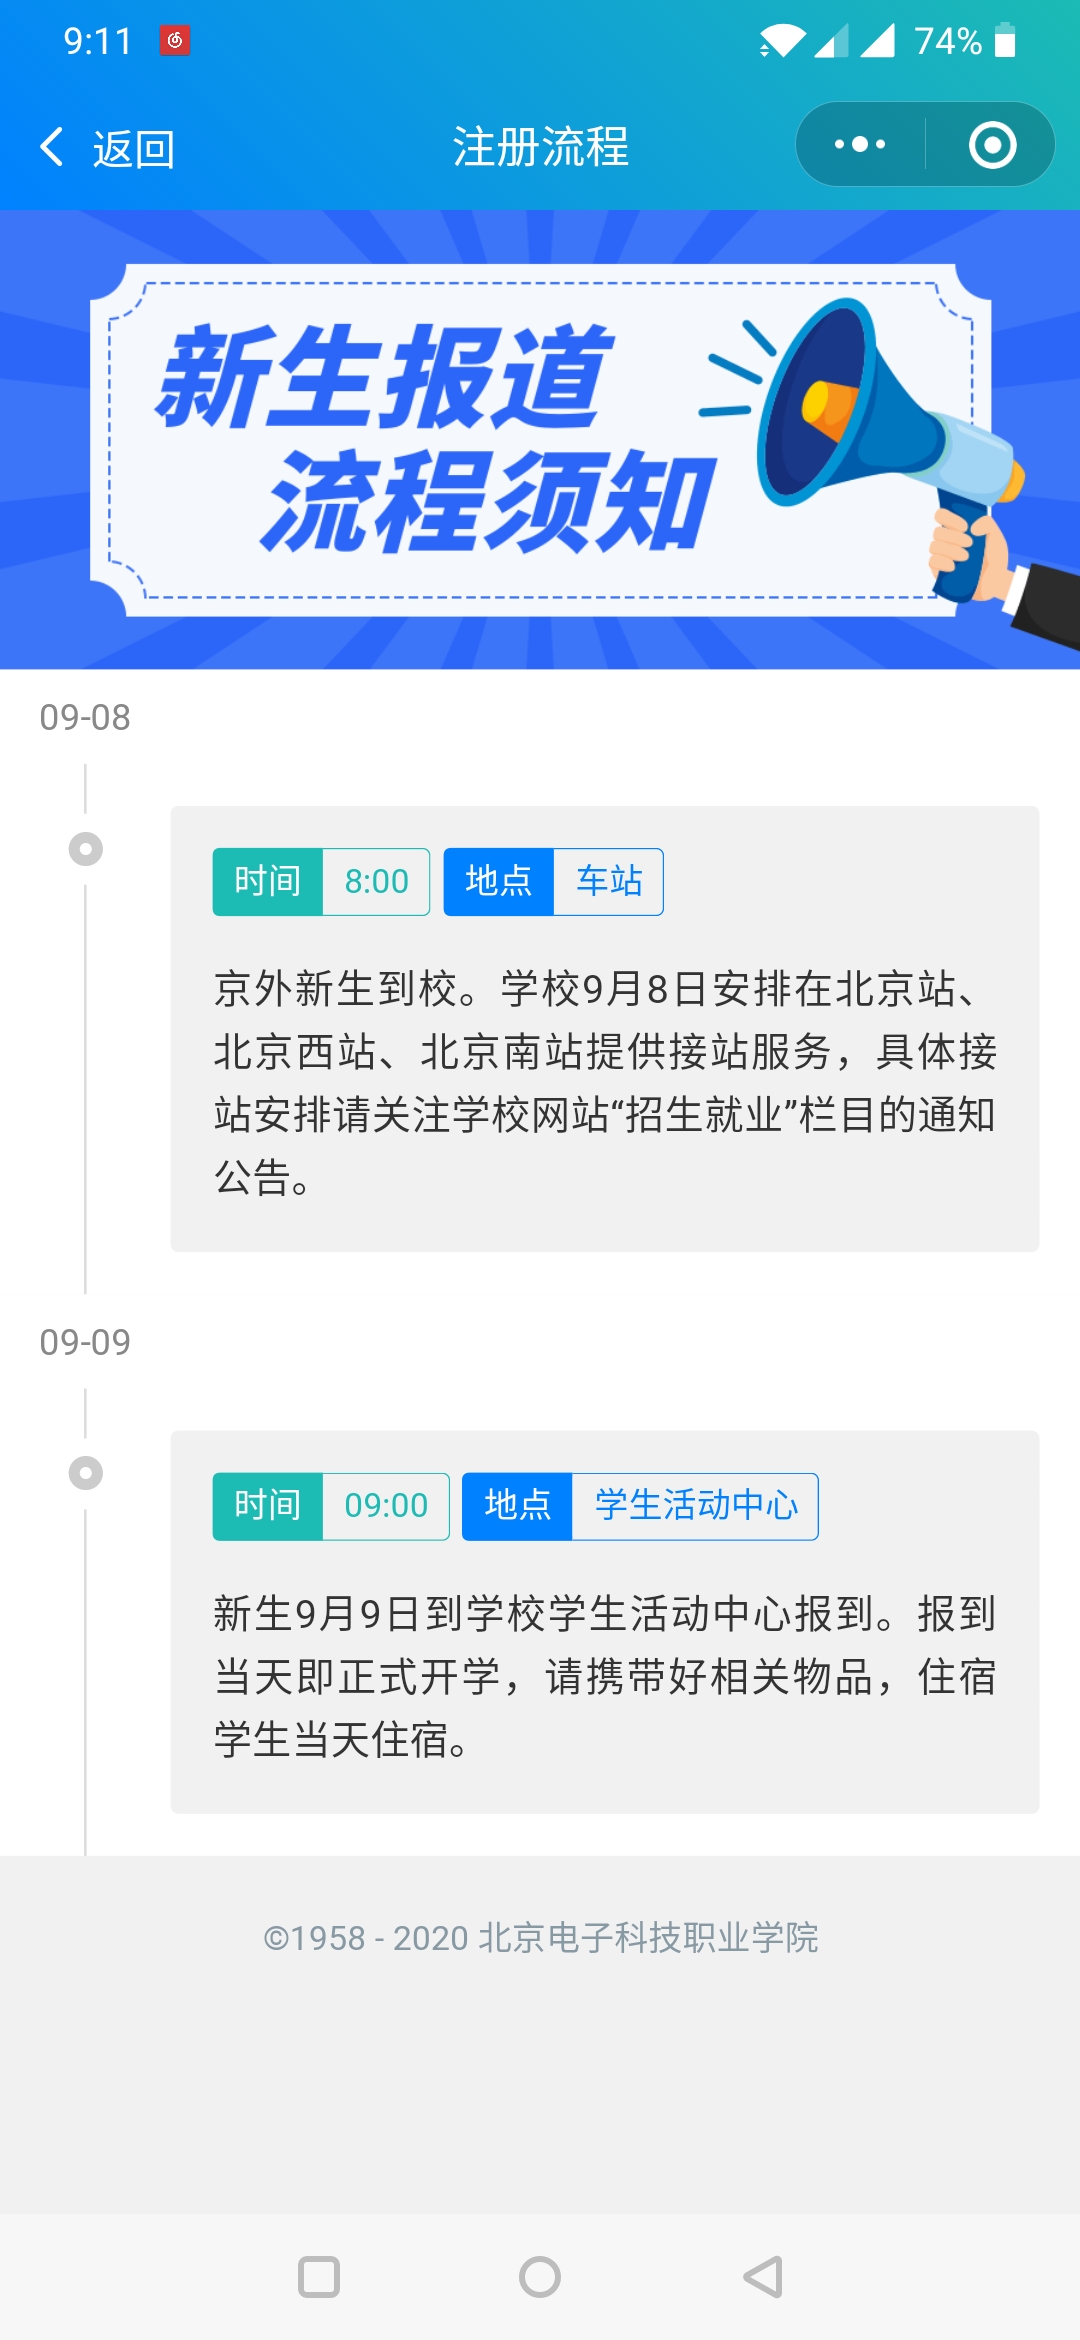 9:11
74%
返回
注册流程
新生报道
流程须知
09-08
时间 8:00 地点 车站
京外新生到校。学校9月8日安排在北京站、
北京西站、北京南站提供接站服务，具体接
站安排请关注学校网站“招生就业”栏目的通知
公告。
09-09
时间 09:00 地点 学生活动中心
新生9月9日到学校学生活动中心报到。报到
当天即正式开学，请携带好相关物品，住宿
学生当天住宿。
©1958 - 2020 北京电子科技职业学院